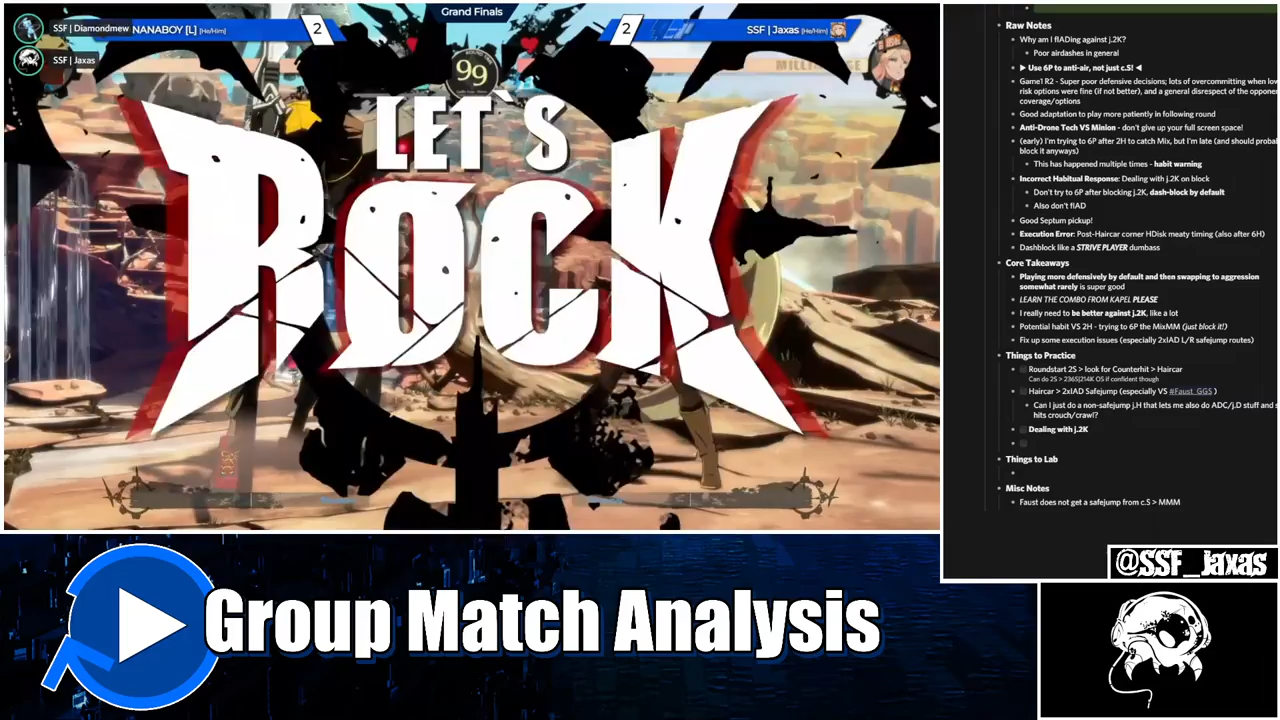 Grand Finals
SSF | Diamondmew
NANABOY [L] [He/Him]
2
2
SSF | Jaxas [He/Him]
SSF | Jaxas
99
LET'S
ROCK
Raw Notes
Why am I flADing against j.2K?
Poor airdashes in general
▶ Use 6P to anti-air, not just c.S! ◀
Game1 R2 - Super poor defensive decisions; lots of overcommitting when low
risk options were fine (if not better), and a general disrespect of the opponen
coverage/options
Good adaptation to play more patiently in following round
Anti-Drone Tech VS Minion - don't give up your full screen space!
(early) I'm trying to 6P after 2H to catch Mix, but I'm late (and should probab
block it anyways)
This has happened multiple times - habit warning
Incorrect Habitual Response: Dealing with j.2K on block
Don't try to 6P after blocking j.2K, dash-block by default
Also don't flAD
Good Septum pickup!
Execution Error: Post-Haircar corner HDisk meaty timing (also after 6H)
Dashblock like a STRIVE PLAYER dumbass
Core Takeaways
Playing more defensively by default and then swapping to aggression
somewhat rarely is super good
LEARN THE COMBO FROM KAPEL PLEASE
I really need to be better against j.2K, like a lot
Potential habit VS 2H - trying to 6P the MixMM (just block it!)
Fix up some execution issues (especially 2xIAD L/R safejump routes)
Things to Practice
Roundstart 2S > look for Counterhit > Haircar
Can do 2S > 236S|214K OS if confident though
Haircar > 2xIAD Safejump (especially VS #Faust_GGS)
Can I just do a non-safejump j.H that lets me also do ADC/j.D stuff and s
hits crouch/crawl?
Dealing with j.2K
Things to Lab
Misc Notes
Faust does not get a safejump from c.S > MMM
@SSF_Jaxas
Group Match Analysis